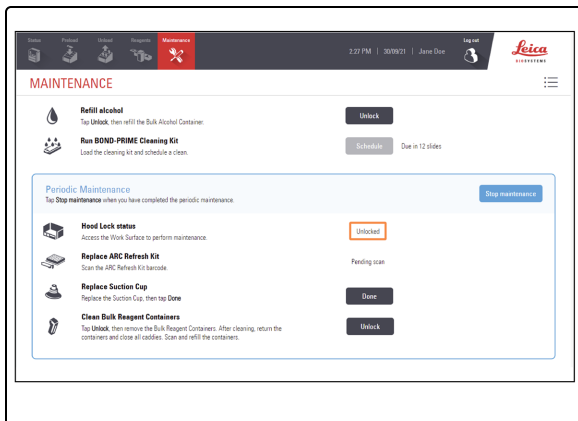 Status Preload Unload Reagents Maintenance
2:27 PM | 30/09/21 | Jane Doe
Log out
Leica
BIOSYSTEMS
MAINTENANCE
Refill alcohol
Tap Unlock, then refill the Bulk Alcohol Container.
Unlock
Run BOND-PRIME Cleaning Kit
Load the cleaning kit and schedule a clean.
Schedule
Due in 12 slides
Periodic Maintenance
Tap Stop maintenance when you have completed the periodic maintenance.
Stop maintenance
Hood Lock status
Access the Work Surface to perform maintenance.
Unlocked
Replace ARC Refresh Kit
Scan the ARC Refresh Kit barcode.
Pending scan
Replace Suction Cup
Replace the Suction Cup, then tap Done
Done
Clean Bulk Reagent Containers
Tap Unlock, then remove the Bulk Reagent Containers. After cleaning, return the
containers and close all caddies. Scan and refill the containers.
Unlock